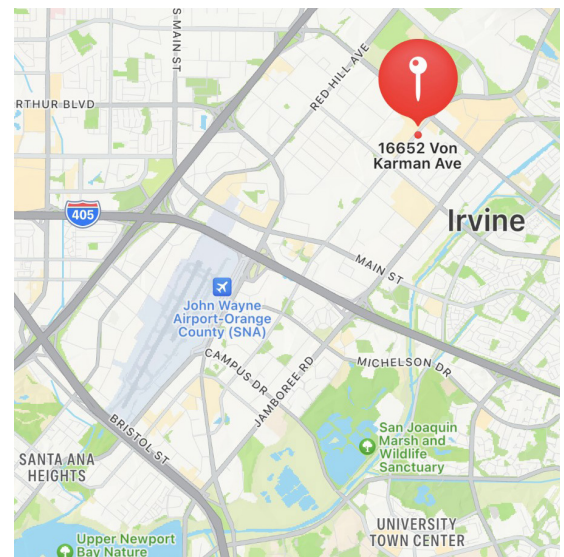 S MAIN ST
RED HILL AVE
RTHUR BLVD
16652 Von
Karman Ave
405
Irvine
MAIN ST
John Wayne
Airport-Orange
County (SNA)
CAMPUS DR
MICHELSON DR
JAMBOREE RD
BRISTOL ST
San Joaquin
Marsh and
Wildlife
Sanctuary
SANTA ANA
HEIGHTS
UNIVERSITY
TOWN CENTER
Upper Newport
Bay Nature